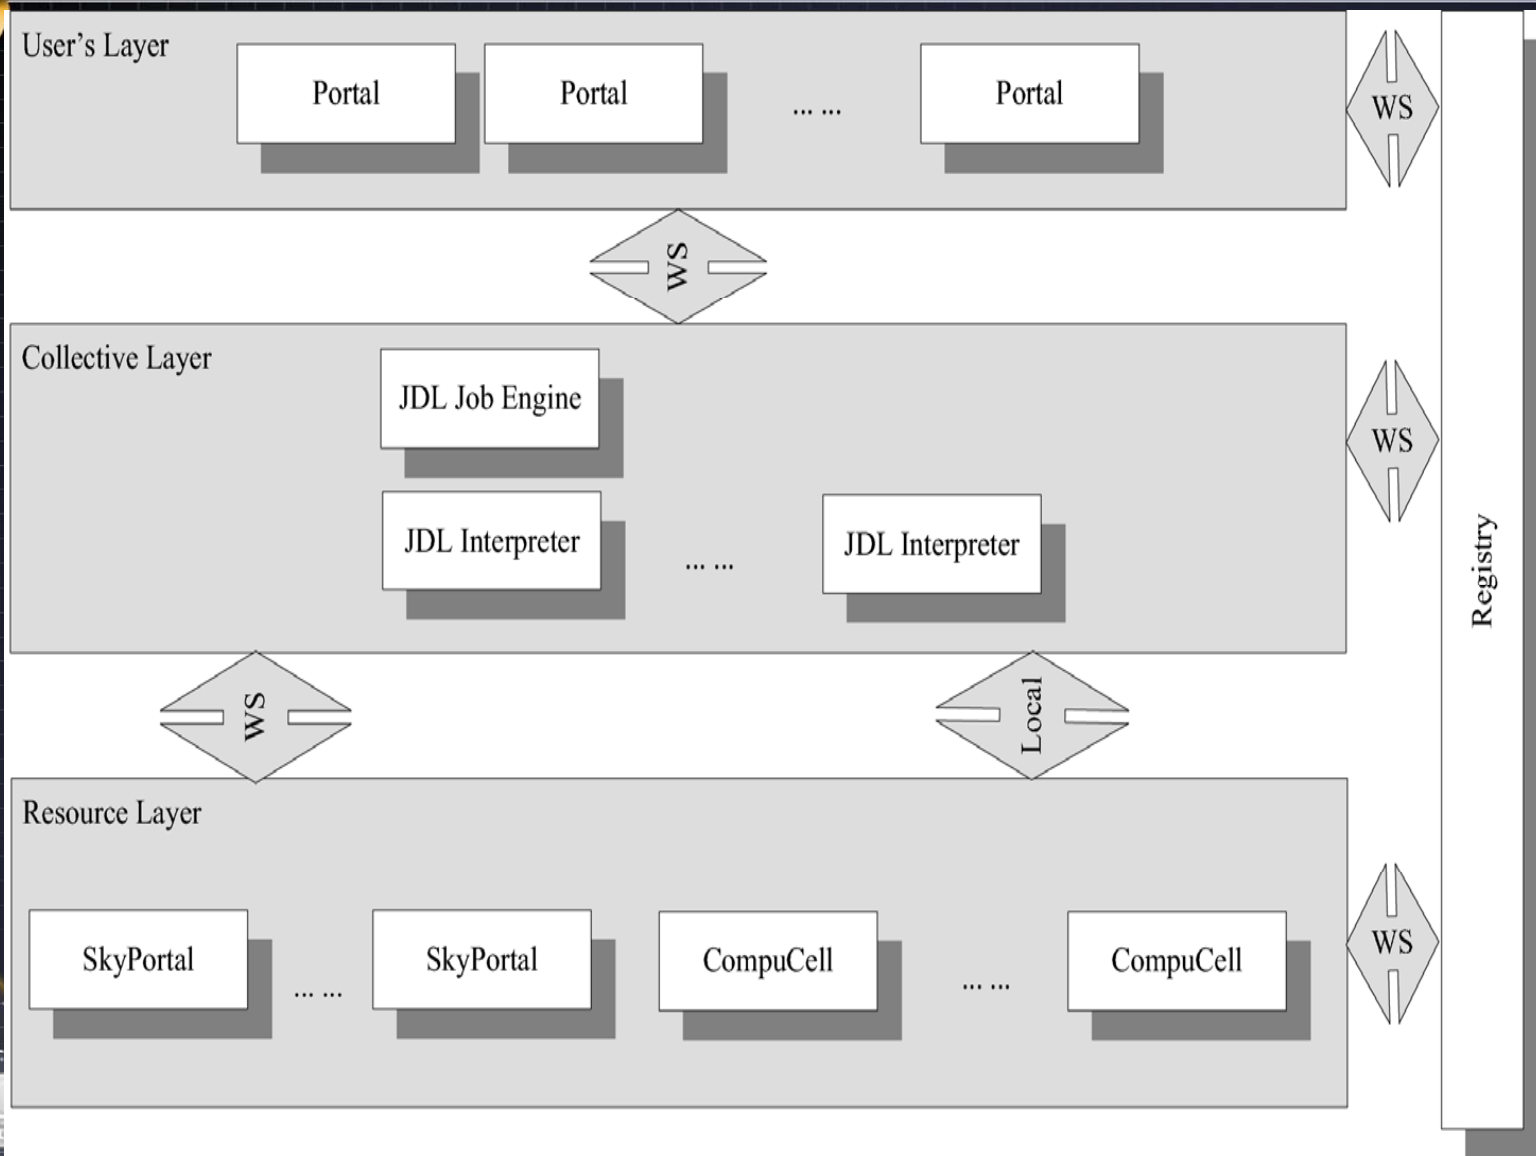 User’s Layer
Portal
Portal
... ...
Portal
WS
WS
Collective Layer
JDL Job Engine
JDL Interpreter
... ...
JDL Interpreter
WS
Registry
WS
Local
Resource Layer
SkyPortal
... ...
SkyPortal
CompuCell
... ...
CompuCell
WS